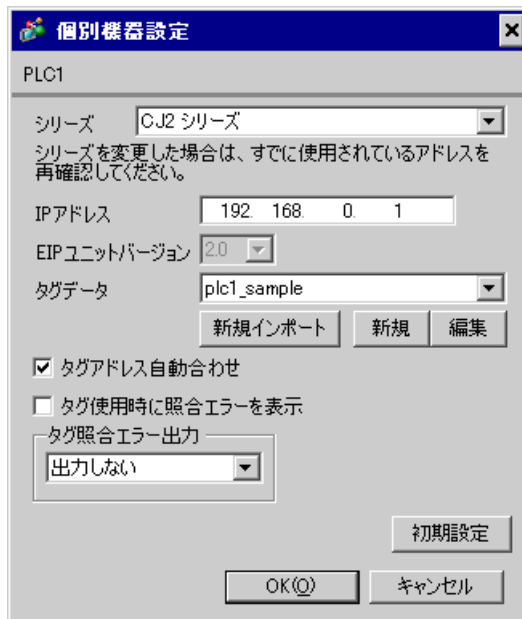 個別機器設定
PLC1
シリーズ CJ2 シリーズ
シリーズを変更した場合は、すでに使用されているアドレスを
再確認してください。
IPアドレス 192. 168. 0. 1
EIPユニットバージョン 2.0
タグデータ plc1_sample
新規インポート 新規 編集
タグアドレス自動合わせ
タグ使用時に照合エラーを表示
タグ照合エラー出力
出力しない
初期設定
OK(O) キャンセル